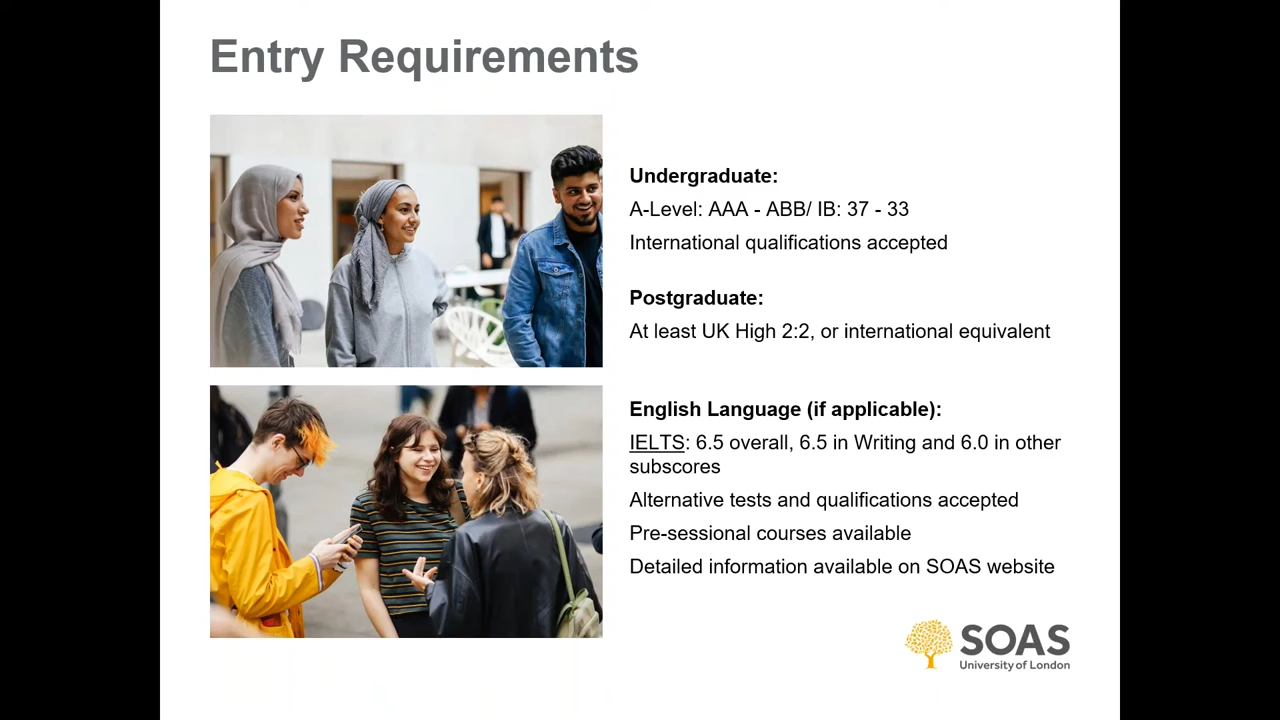 Entry Requirements
Undergraduate:
A-Level: AAA - ABB/ IB: 37 - 33
International qualifications accepted
Postgraduate:
At least UK High 2:2, or international equivalent
English Language (if applicable):
IELTS: 6.5 overall, 6.5 in Writing and 6.0 in other
subscores
Alternative tests and qualifications accepted
Pre-sessional courses available
Detailed information available on SOAS website
SOAS
University of London